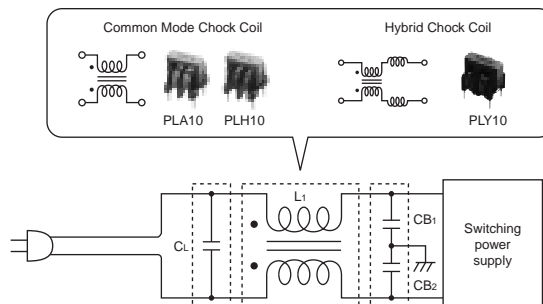 Common Mode Chock Coil
Hybrid Chock Coil
PLA10
PLH10
PLY10
L1
CL
CB1
CB2
Switching
power
supply